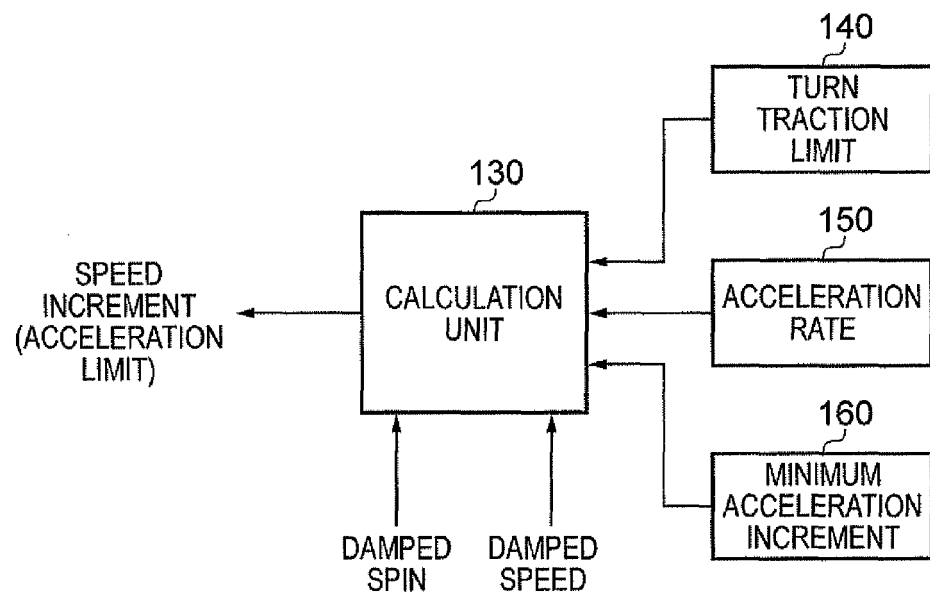 140
TURN
TRACTION
LIMIT
130
CALCULATION
UNIT
150
ACCELERATION
RATE
SPEED
INCREMENT
(ACCELERATION
LIMIT)
160
MINIMUM
ACCELERATION
INCREMENT
DAMPED
SPIN
DAMPED
SPEED